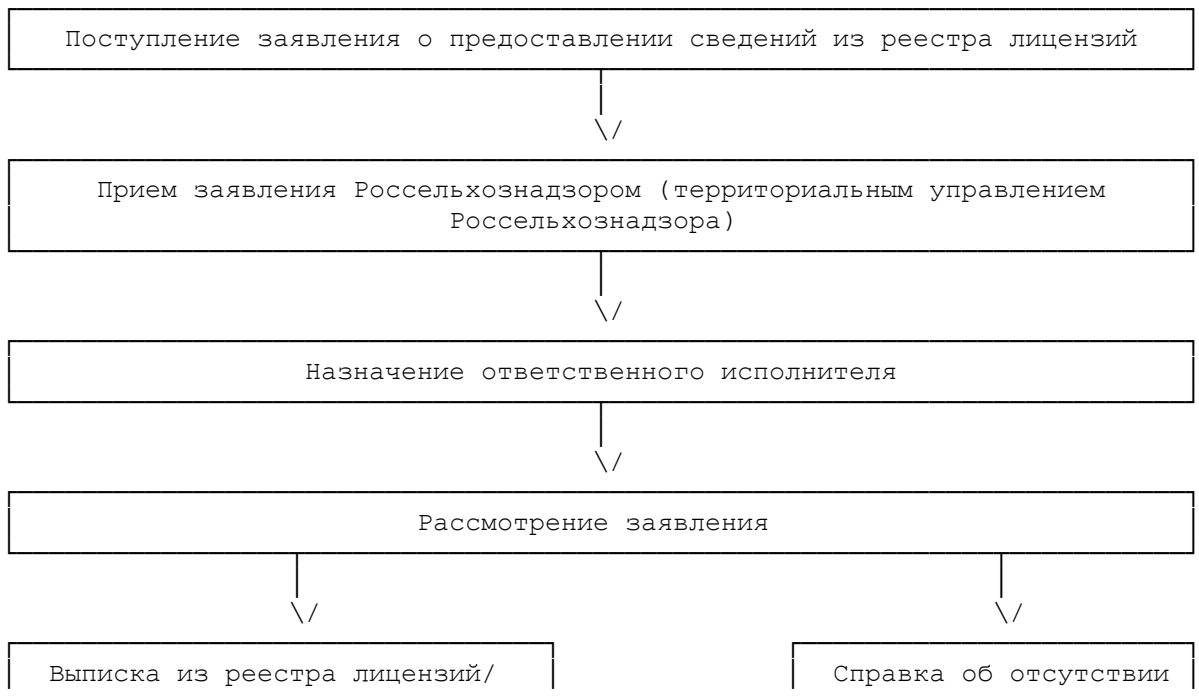 Поступление заявления о предоставлении сведений из реестра лицензий
Прием заявления Россельхознадзором (территориальным управлением
Россельхознадзора)
Назначение ответственного исполнителя
Рассмотрение заявления
Выписка из реестра лицензий/
Справка об отсутствии